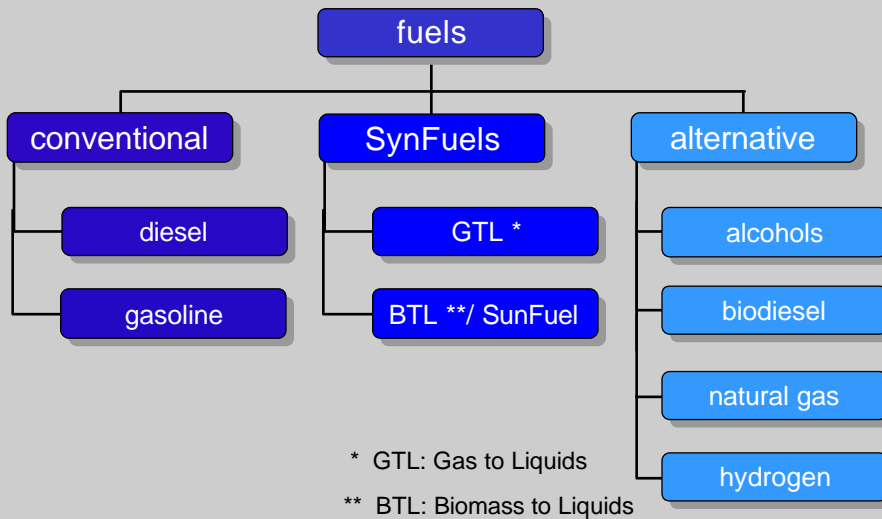 fuels
conventional
SynFuels
alternative
diesel
GTL *
alcohols
gasoline
BTL **/ SunFuel
biodiesel
natural gas
hydrogen
* GTL: Gas to Liquids
** BTL: Biomass to Liquids